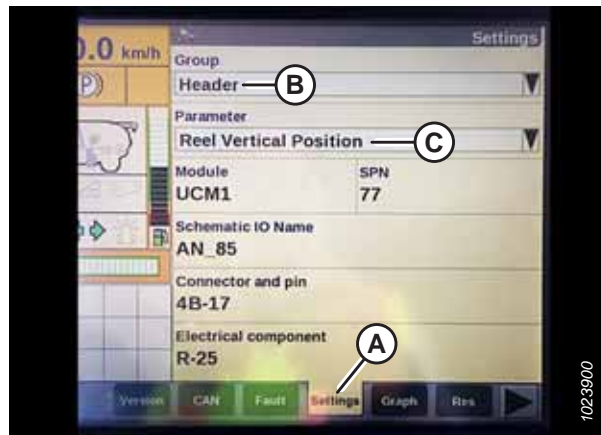 0.0 km/h
Settings
Group
Header
B
Parameter
Reel Vertical Position
C
Module
SPN
UCM1
77
Schematic IO Name
AN_85
Connector and pin
4B-17
Electrical component
R-25
A
Version
CAN
Fault
Settings
Graph
Res
1023900
(P)